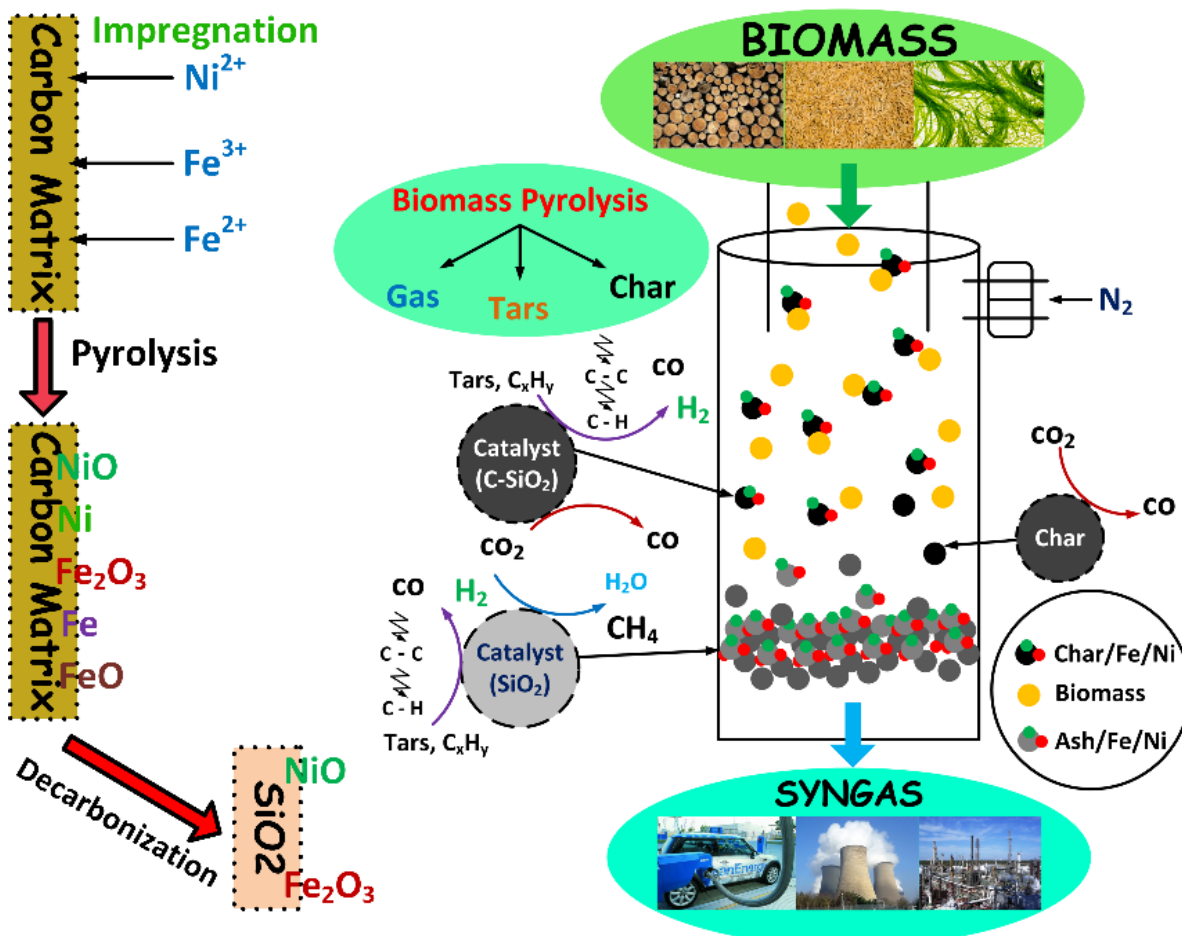 Impregnation
Carbon Matrix
Ni²⁺
Fe³⁺
Fe²⁺
Pyrolysis
Carbon Matrix
NiO
Ni
Fe₂O₃
Fe
FeO
Decarbonization
SiO2
NiO
Fe₂O₃
BIOMASS
Biomass Pyrolysis
Gas
Tars
Char
N₂
Tars, CₓHᵧ
C - C
C - H
CO
H₂
Catalyst
(C-SiO₂)
CO₂
CO
CO₂
CO
Char
CO
H₂
H₂O
CH₄
C - C
C - H
Catalyst
(SiO₂)
Tars, CₓHᵧ
Char/Fe/Ni
Biomass
Ash/Fe/Ni
SYNGAS